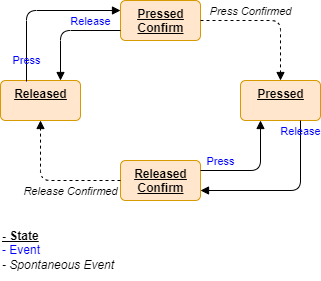 Pressed
Confirm
Press Confirmed
Release
Press
Released
Pressed
Release
Press
Released
Confirm
Release Confirmed
- State
- Event
- Spontaneous Event